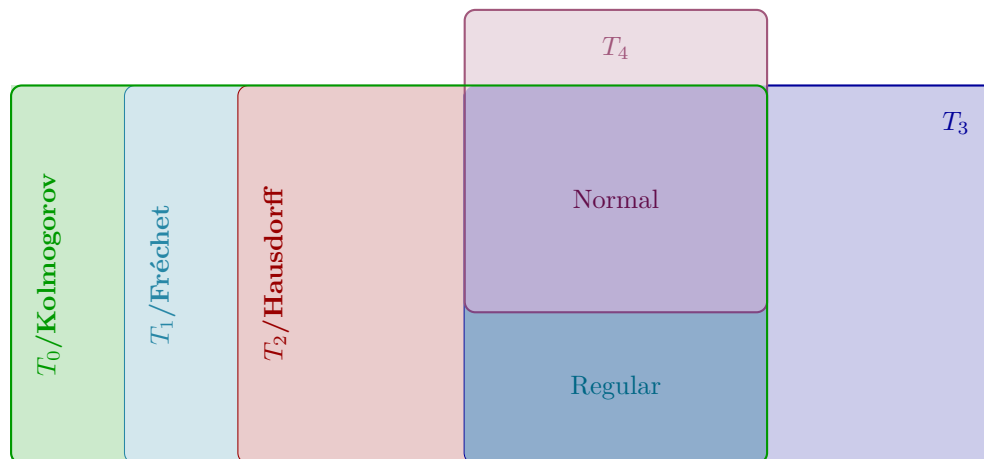 T₀/Kolmogorov
T₁/Fréchet
T₂/Hausdorff
T₄
T₃
Normal
Regular